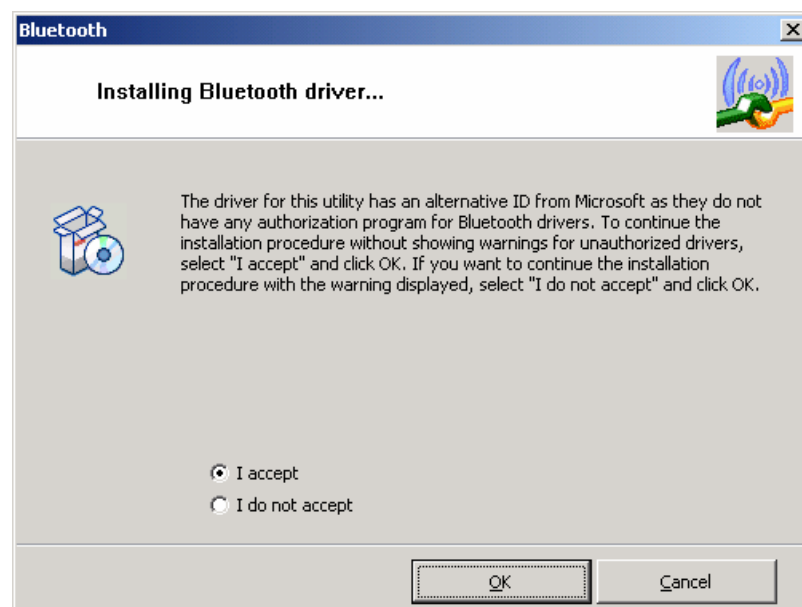 Bluetooth
Installing Bluetooth driver...
The driver for this utility has an alternative ID from Microsoft as they do not
have any authorization program for Bluetooth drivers. To continue the
installation procedure without showing warnings for unauthorized drivers,
select "I accept" and click OK. If you want to continue the installation
procedure with the warning displayed, select "I do not accept" and click OK.
I accept
I do not accept
OK
Cancel